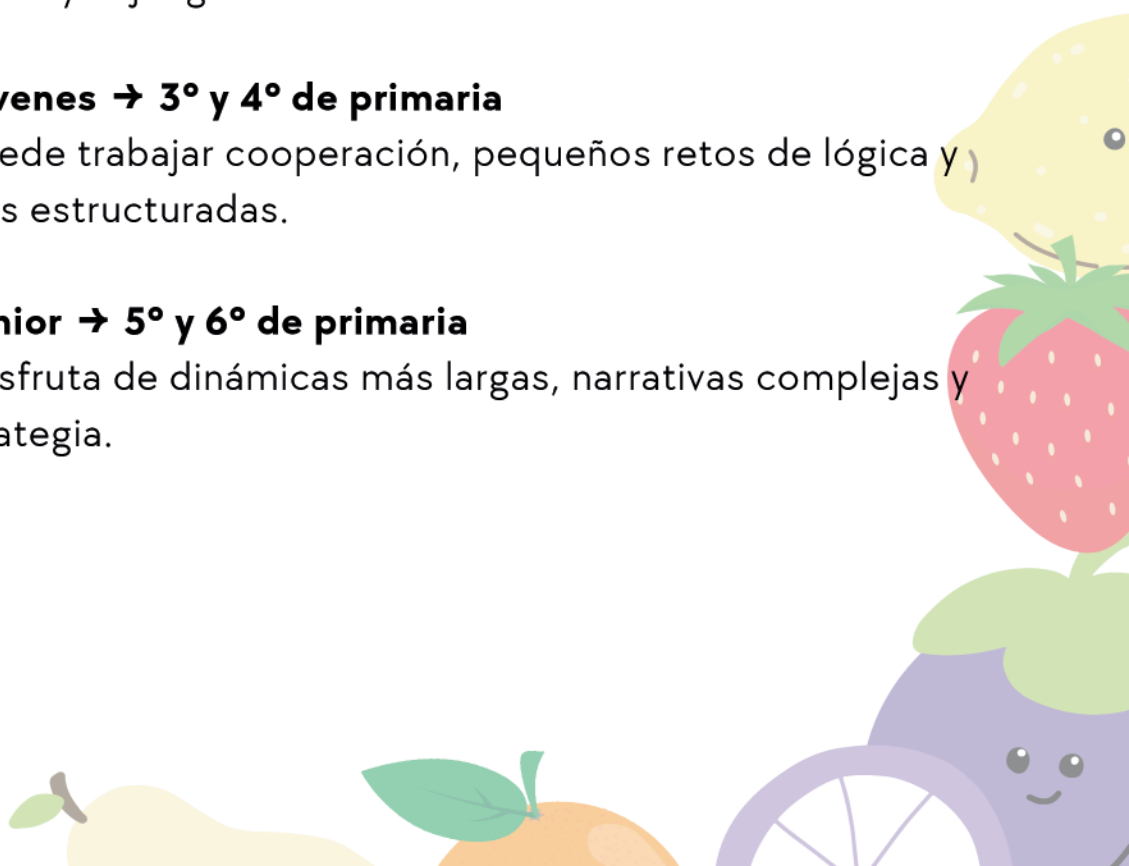 venes → 3º y 4º de primaria
ede trabajar cooperación, pequeños retos de lógica y
s estructuradas.
nior → 5º y 6º de primaria
sfruta de dinámicas más largas, narrativas complejas y
ategia.